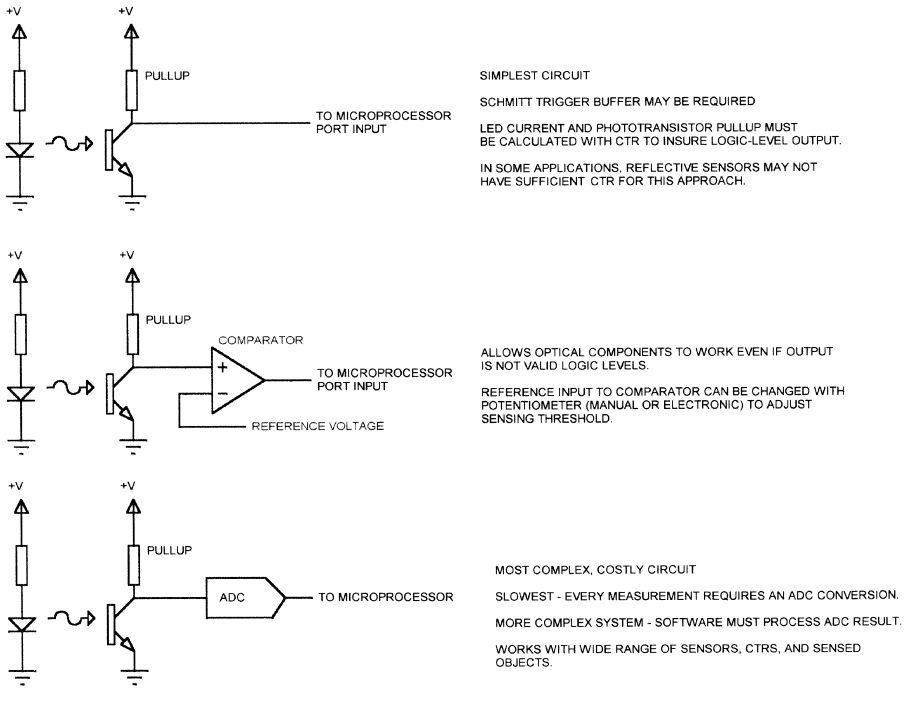 +V +V
PULLUP
TO MICROPROCESSOR
PORT INPUT
SIMPLEST CIRCUIT
SCHMITT TRIGGER BUFFER MAY BE REQUIRED
LED CURRENT AND PHOTOTRANSISTOR PULLUP MUST
BE CALCULATED WITH CTR TO INSURE LOGIC-LEVEL OUTPUT.
IN SOME APPLICATIONS, REFLECTIVE SENSORS MAY NOT
HAVE SUFFICIENT CTR FOR THIS APPROACH.
+V +V
PULLUP
COMPARATOR
+
−
TO MICROPROCESSOR
PORT INPUT
REFERENCE VOLTAGE
ALLOWS OPTICAL COMPONENTS TO WORK EVEN IF OUTPUT
IS NOT VALID LOGIC LEVELS.
REFERENCE INPUT TO COMPARATOR CAN BE CHANGED WITH
POTENTIOMETER (MANUAL OR ELECTRONIC) TO ADJUST
SENSING THRESHOLD.
+V +V
PULLUP
ADC
TO MICROPROCESSOR
MOST COMPLEX, COSTLY CIRCUIT
SLOWEST - EVERY MEASUREMENT REQUIRES AN ADC CONVERSION.
MORE COMPLEX SYSTEM - SOFTWARE MUST PROCESS ADC RESULT.
WORKS WITH WIDE RANGE OF SENSORS, CTRS, AND SENSED
OBJECTS.